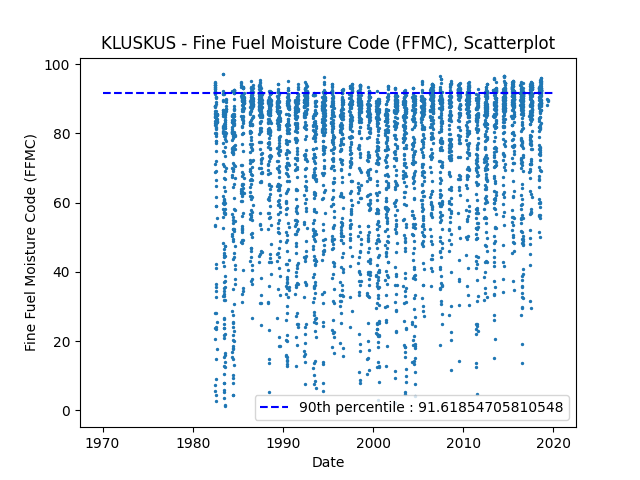 KLUSKUS - Fine Fuel Moisture Code (FFMC), Scatterplot
Fine Fuel Moisture Code (FFMC)
100
80
60
40
20
0
90th percentile : 91.61854705810548
1970 1980 1990 2000 2010 2020
Date